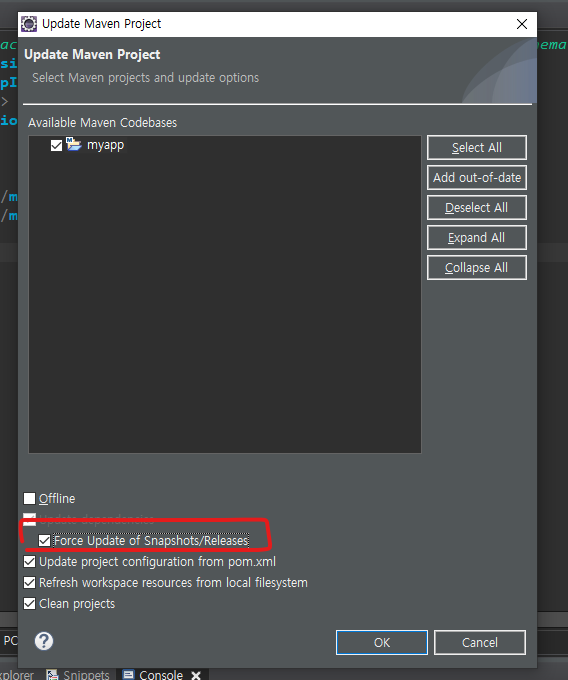 Update Maven Project
Update Maven Project
Select Maven projects and update options
Available Maven Codebases
myapp
Select All
Add out-of-date
Deselect All
Expand All
Collapse All
Offline
Update dependencies
Force Update of Snapshots/Releases
Update project configuration from pom.xml
Refresh workspace resources from local filesystem
Clean projects
OK
Cancel
Snippets
Console